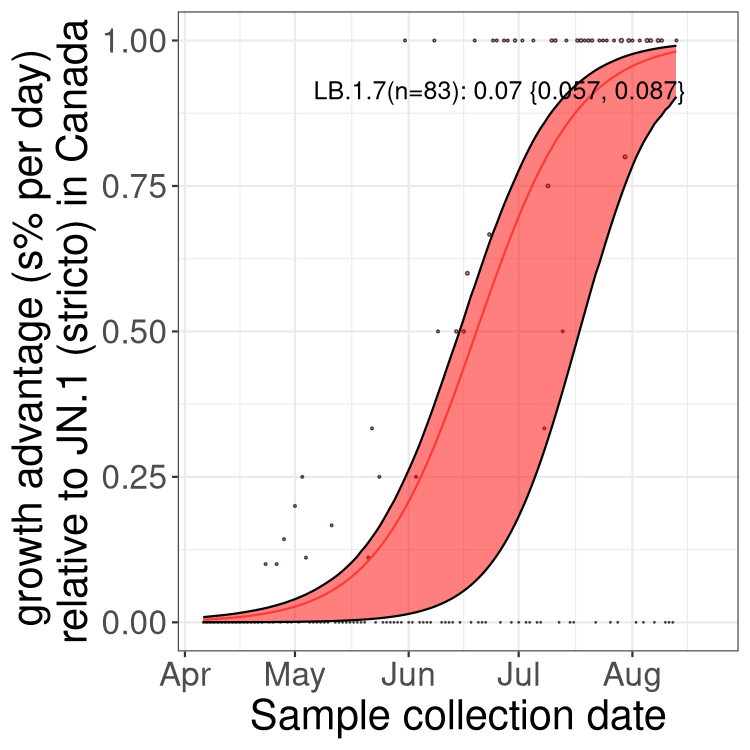 growth advantage (s% per day)
relative to JN.1 (stricto) in Canada
1.00
0.75
0.50
0.25
0.00
LB.1.7(n=83): 0.07 {0.057, 0.087}
Apr May Jun Jul Aug
Sample collection date